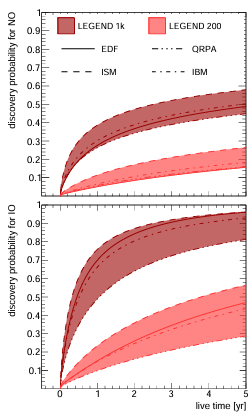 discovery probability for NO
1
0.9
0.8
0.7
0.6
0.5
0.4
0.3
0.2
0.1
LEGEND 1k LEGEND 200
EDF QRPA
ISM IBM
discovery probability for IO
1
0.9
0.8
0.7
0.6
0.5
0.4
0.3
0.2
0.1
0 1 2 3 4 5
live time [yr]